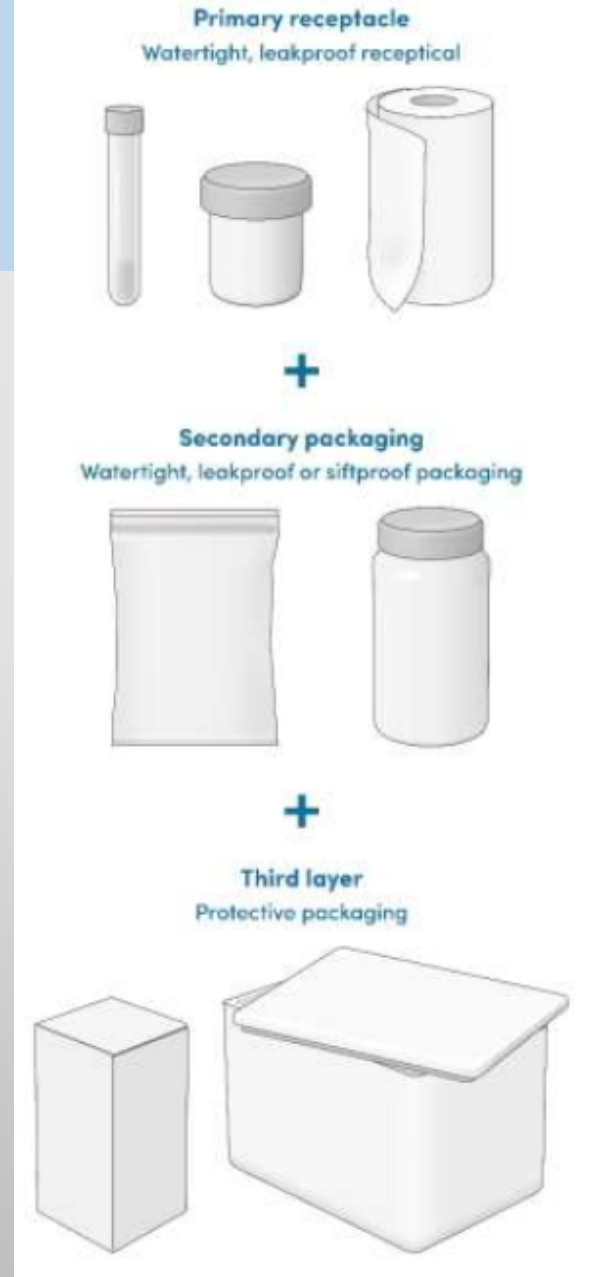 Primary receptacle
Watertight, leakproof receptical
+
Secondary packaging
Watertight, leakproof or siftproof packaging
+
Third layer
Protective packaging